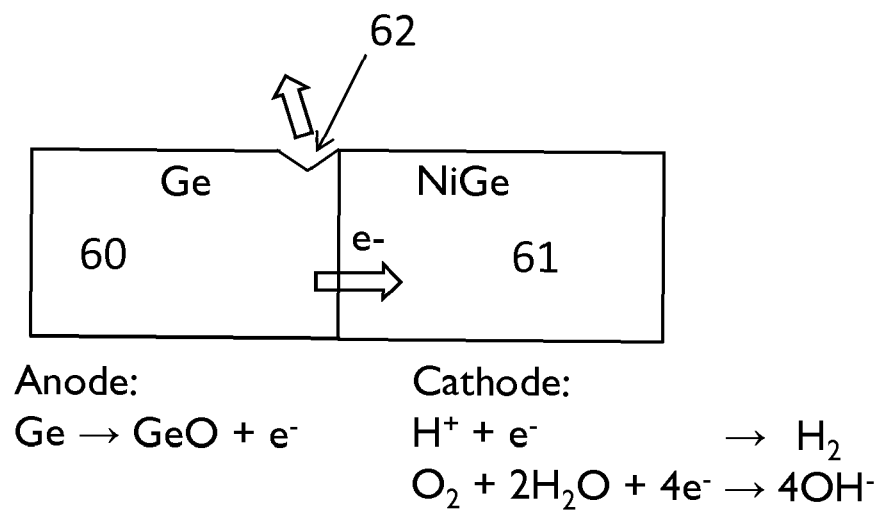 62
Ge
NiGe
e-
60
61
Anode:
Ge → GeO + e⁻
Cathode:
H⁺ + e⁻ → H₂
O₂ + 2H₂O + 4e⁻ → 4OH⁻